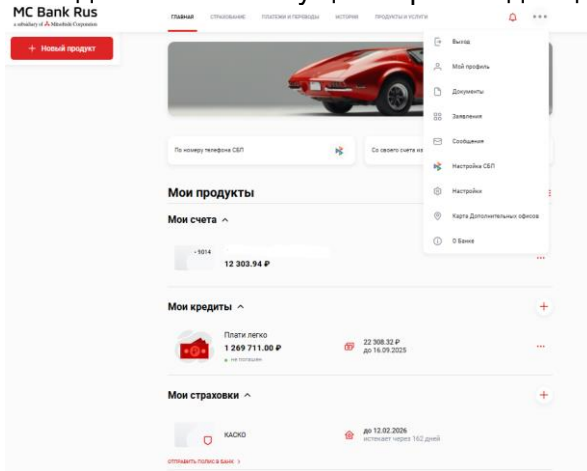 MC Bank Rus
a subsidiary of Mitsubishi Corporation
ГЛАВНАЯ СТРАХОВАНИЕ ПЛАТЕЖИ И ПЕРЕВОДЫ ИСТОРИЯ ПРОДУКТЫ И УСЛУГИ
+ Новый продукт
Выход
Мой профиль
Документы
Заявления
Сообщения
Настройка СБП
Настройки
Карта Дополнительных офисов
О Банке
По номеру телефона СБП
Со своего счета из
Мои продукты
Мои счета
- 5014
12 303.94 ₽
Мои кредиты
Плати легко
1 269 711.00 ₽
не погашен
22 308.32 ₽
до 16.09.2025
Мои страховки
КАСКО
до 12.02.2026
истекает через 162 дней
ОТПРАВИТЬ ПОЛИС В БАНК >